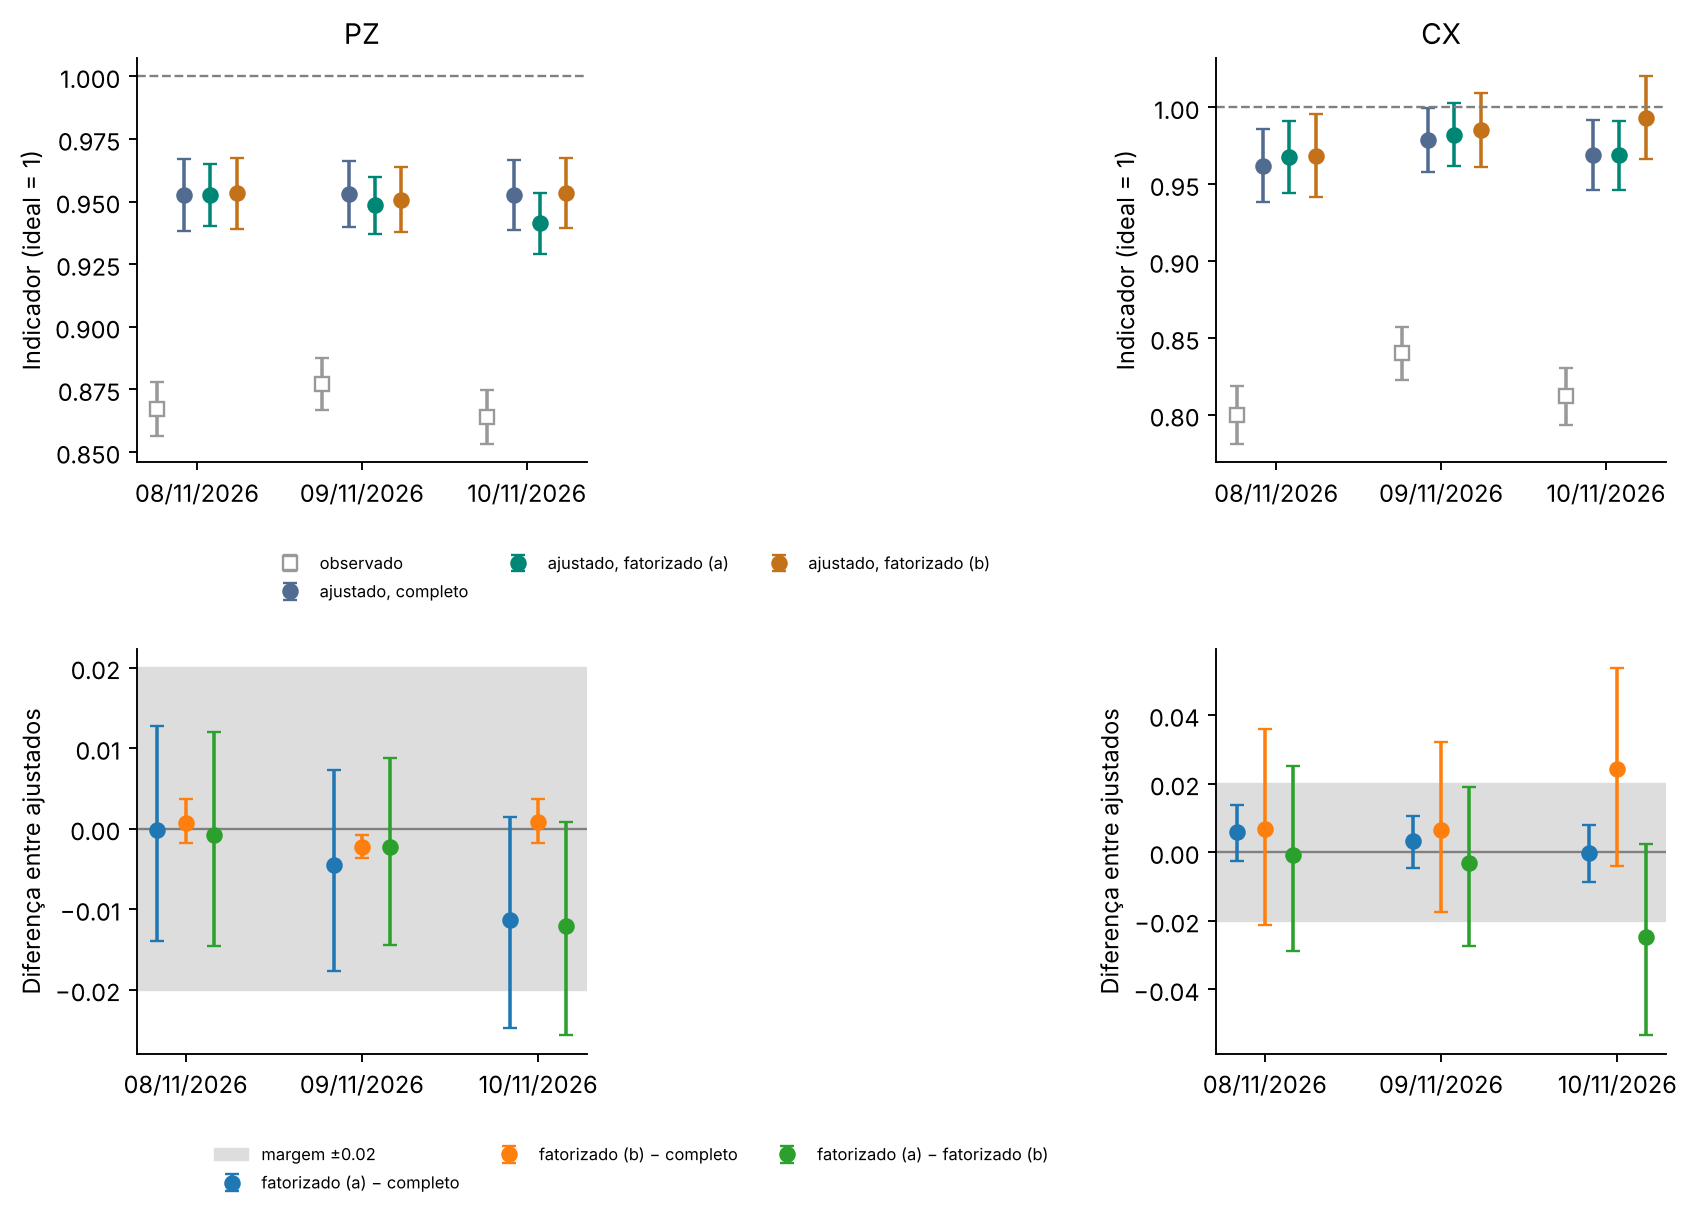 PZ
CX
Indicador (ideal = 1)
1.000
0.975
0.950
0.925
0.900
0.875
0.850
08/11/2026
09/11/2026
10/11/2026
Indicador (ideal = 1)
1.00
0.95
0.90
0.85
0.80
08/11/2026
09/11/2026
10/11/2026
observado
ajustado, completo
ajustado, fatorizado (a)
ajustado, fatorizado (b)
Diferença entre ajustados
0.02
0.01
0.00
−0.01
−0.02
08/11/2026
09/11/2026
10/11/2026
Diferença entre ajustados
0.04
0.02
0.00
−0.02
−0.04
08/11/2026
09/11/2026
10/11/2026
margem ±0.02
fatorizado (a) − completo
fatorizado (b) − completo
fatorizado (a) − fatorizado (b)